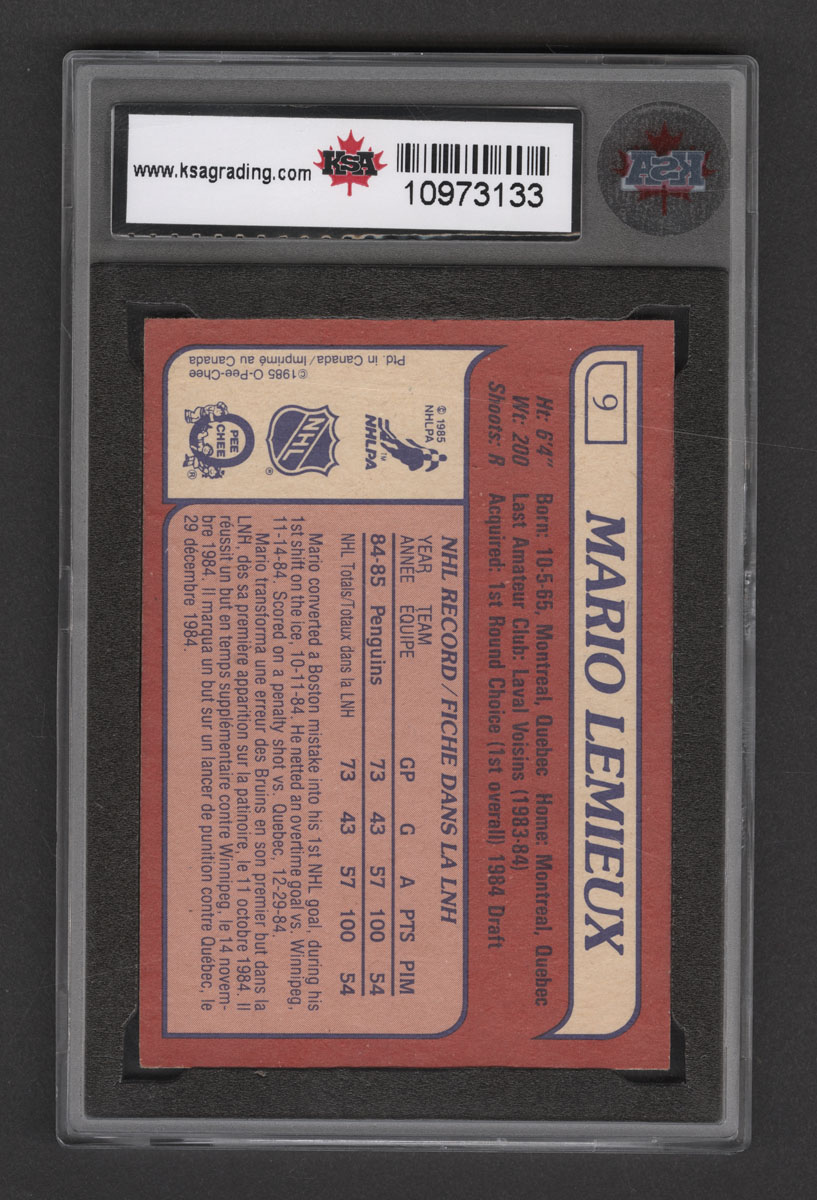 www.ksagrading.com
KSA
10973133
KSA
9
MARIO LEMIEUX
Ht: 6'4" Born: 10-5-65, Montreal, Quebec Home: Montreal, Quebec
Wt: 200 Last Amateur Club: Laval Voisins (1983-84)
Shoots: R Acquired: 1st Round Choice (1st overall) 1984 Draft
© 1985
NHLPA
NHLPA™
NHL
®
O
PEE
CHEE
®
©1985 O-Pee-Chee
Ptd. in Canada/Imprimé au Canada
NHL RECORD/FICHE DANS LA LNH
YEAR TEAM
ANNÉE ÉQUIPE GP G A PTS PIM
84-85 Penguins 73 43 57 100 54
NHL Totals/Totaux dans la LNH 73 43 57 100 54
Mario converted a Boston mistake into his 1st NHL goal, during his
1st shift on the ice, 10-11-84. He netted an overtime goal vs. Winnipeg,
11-14-84. Scored on a penalty shot vs. Quebec, 12-29-84.
Mario transforma une erreur des Bruins en son premier but dans la
LNH, dès sa première apparition sur la patinoire, le 11 octobre 1984. Il
réussit un but en temps supplémentaire contre Winnipeg, le 14 novem-
bre 1984. Il marqua un but sur un lancer de punition contre Québec, le
29 décembre 1984.